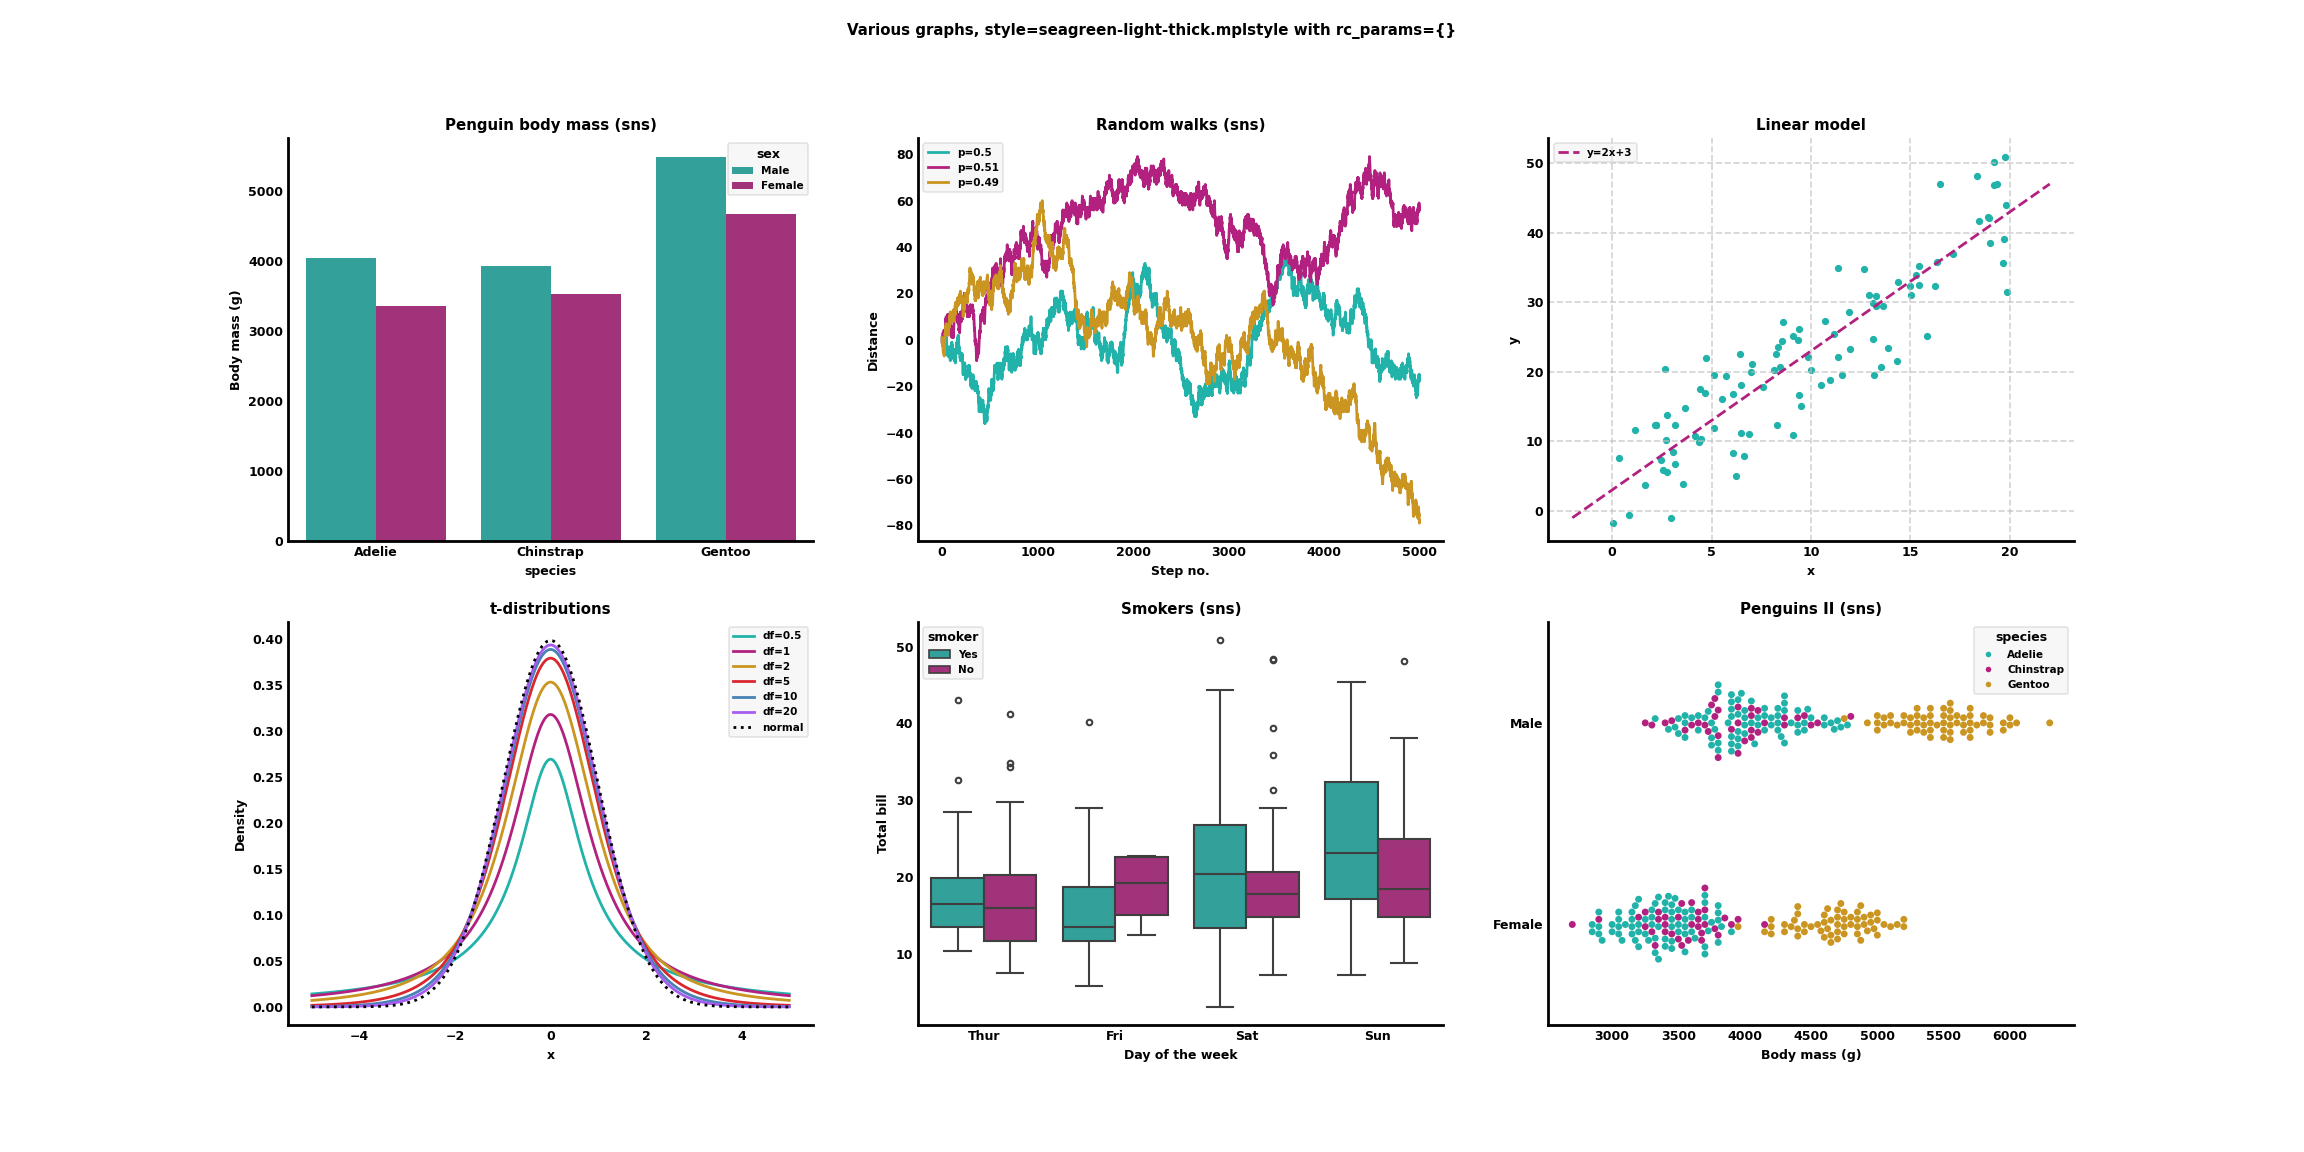 Various graphs, style=seagreen-light-thick.mplstyle with rc_params={}
Penguin body mass (sns)
sex
Male
Female
5000
4000
3000
2000
1000
0
Body mass (g)
Adelie
Chinstrap
Gentoo
species
Random walks (sns)
p=0.5
p=0.51
p=0.49
80
60
40
20
0
−20
−40
−60
−80
Distance
0
1000
2000
3000
4000
5000
Step no.
Linear model
y=2x+3
50
40
30
20
10
0
y
0
5
10
15
20
x
t-distributions
df=0.5
df=1
df=2
df=5
df=10
df=20
normal
0.40
0.35
0.30
0.25
0.20
0.15
0.10
0.05
0.00
Density
−4
−2
0
2
4
x
Smokers (sns)
smoker
Yes
No
50
40
30
20
10
Total bill
Thur
Fri
Sat
Sun
Day of the week
Penguins II (sns)
species
Adelie
Chinstrap
Gentoo
Male
Female
3000
3500
4000
4500
5000
5500
6000
Body mass (g)